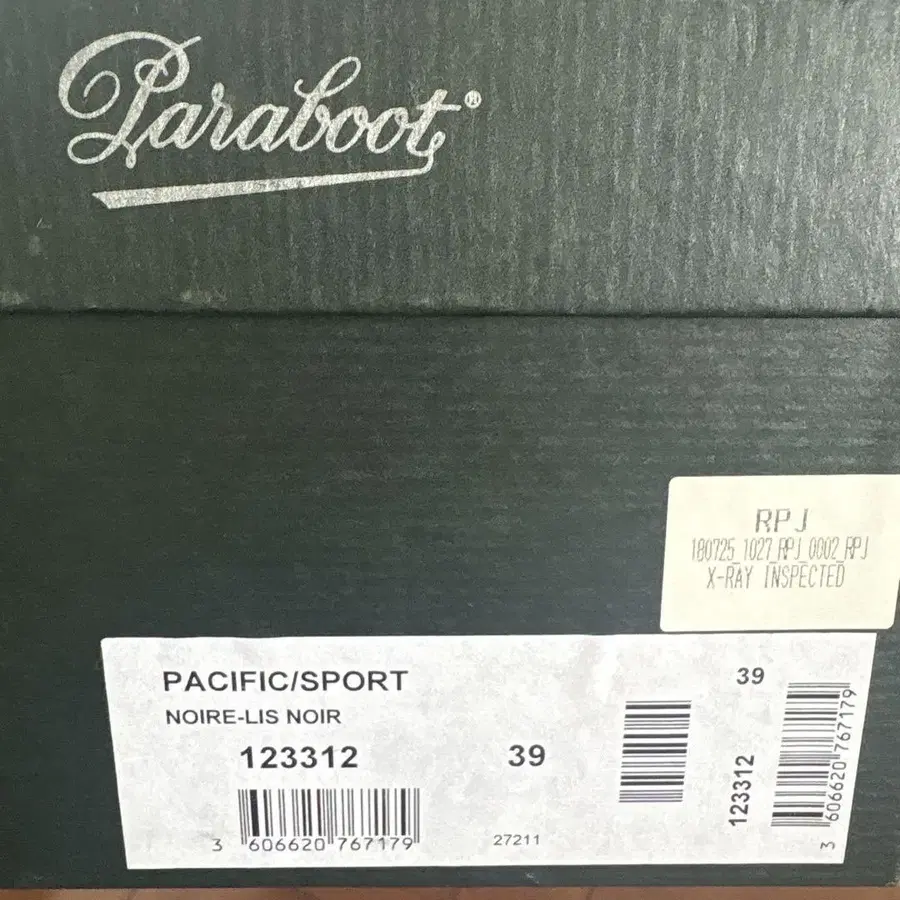 Paraboot®
RPJ
180725_1027_RPJ_0002_RPJ
X-RAY INSPECTED
PACIFIC/SPORT
39
NOIRE-LIS NOIR
123312
39
3 606620 767179
27211
123312
3 606620 767179